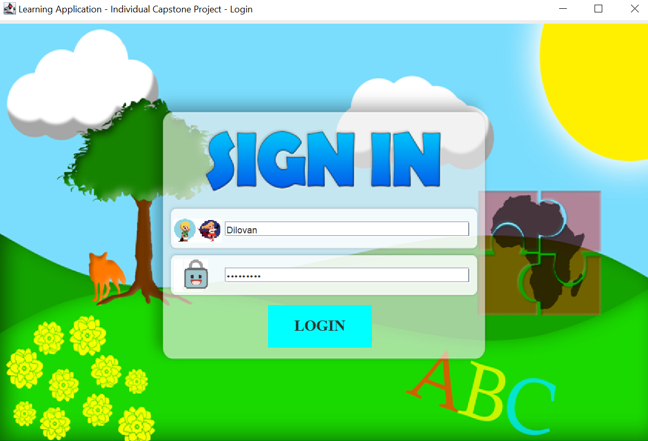 Learning Application - Individual Capstone Project - Login
SIGN IN
Dilovan
•••••••••
LOGIN
ABC